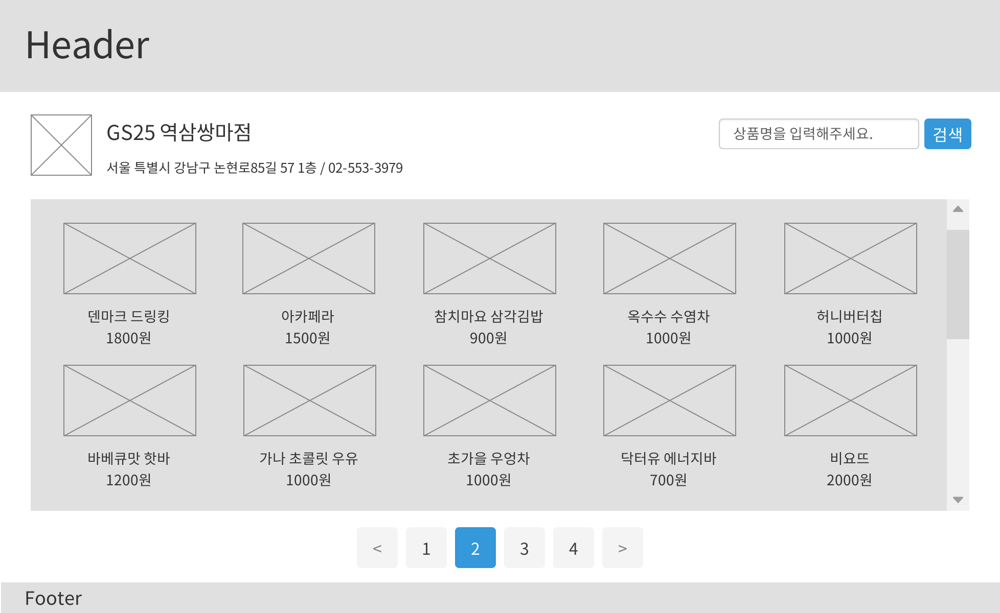 Header
GS25 역삼쌍마점
상품명을 입력해주세요.
검색
서울 특별시 강남구 논현로85길 57 1층 / 02-553-3979
덴마크 드링킹
1800원
아카페라
1500원
참치마요 삼각김밥
900원
옥수수 수염차
1000원
허니버터칩
1000원
바베큐맛 핫바
1200원
가나 초콜릿 우유
1000원
초가을 우엉차
1000원
닥터유 에너지바
700원
비요뜨
2000원
< 1 2 3 4 >
Footer